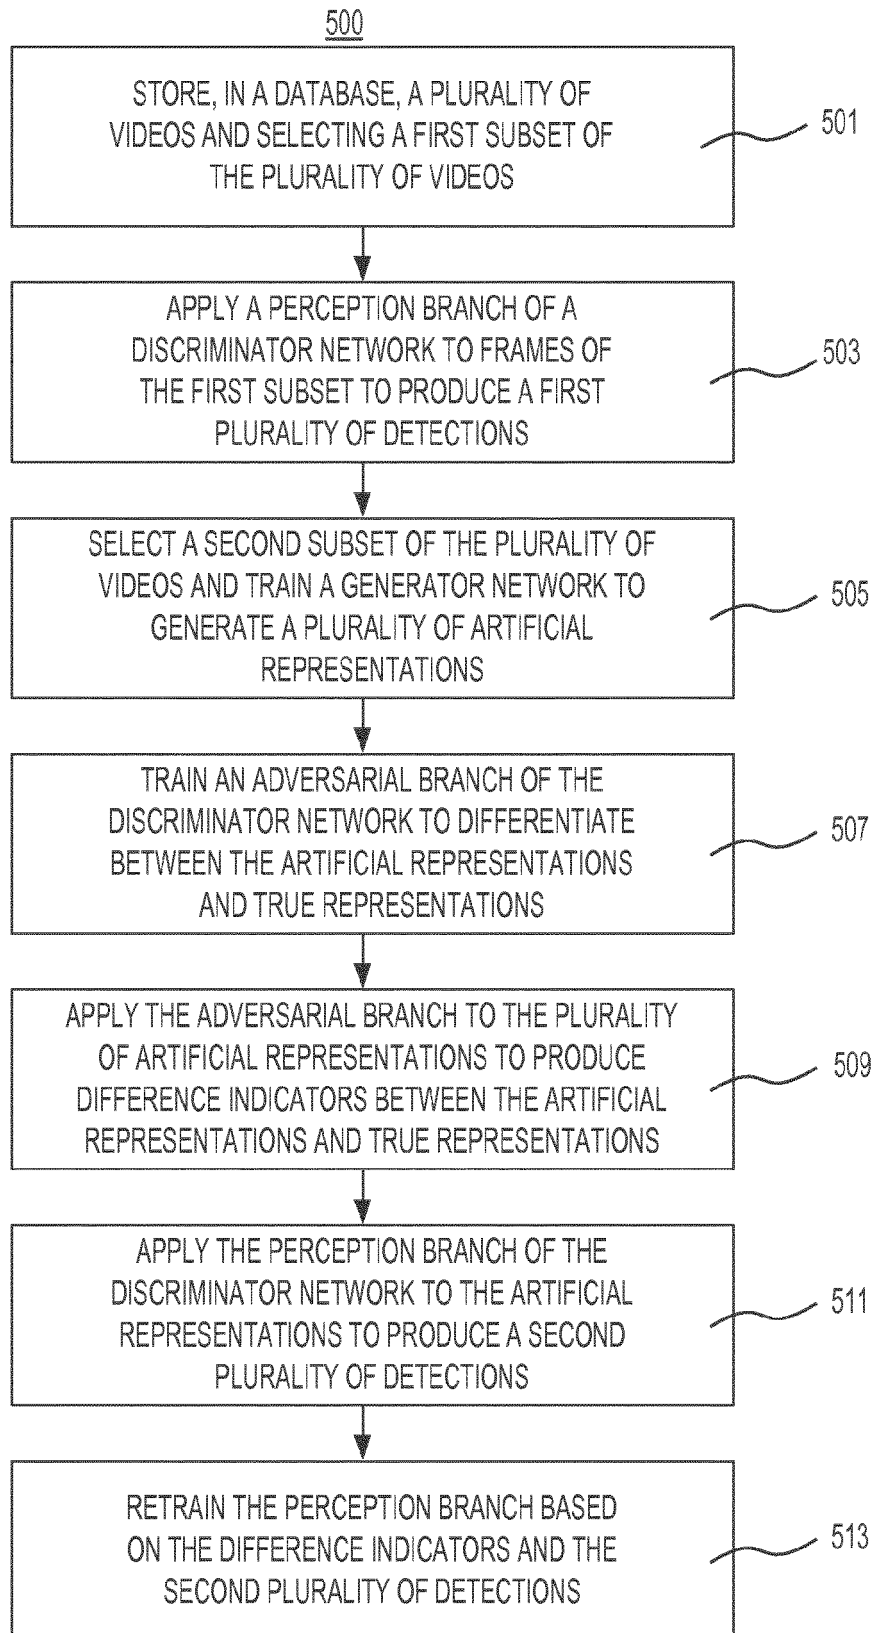 500
STORE, IN A DATABASE, A PLURALITY OF
VIDEOS AND SELECTING A FIRST SUBSET OF
THE PLURALITY OF VIDEOS
501
APPLY A PERCEPTION BRANCH OF A
DISCRIMINATOR NETWORK TO FRAMES OF
THE FIRST SUBSET TO PRODUCE A FIRST
PLURALITY OF DETECTIONS
503
SELECT A SECOND SUBSET OF THE PLURALITY OF
VIDEOS AND TRAIN A GENERATOR NETWORK TO
GENERATE A PLURALITY OF ARTIFICIAL
REPRESENTATIONS
505
TRAIN AN ADVERSARIAL BRANCH OF THE
DISCRIMINATOR NETWORK TO DIFFERENTIATE
BETWEEN THE ARTIFICIAL REPRESENTATIONS
AND TRUE REPRESENTATIONS
507
APPLY THE ADVERSARIAL BRANCH TO THE PLURALITY
OF ARTIFICIAL REPRESENTATIONS TO PRODUCE
DIFFERENCE INDICATORS BETWEEN THE ARTIFICIAL
REPRESENTATIONS AND TRUE REPRESENTATIONS
509
APPLY THE PERCEPTION BRANCH OF THE
DISCRIMINATOR NETWORK TO THE ARTIFICIAL
REPRESENTATIONS TO PRODUCE A SECOND
PLURALITY OF DETECTIONS
511
RETRAIN THE PERCEPTION BRANCH BASED
ON THE DIFFERENCE INDICATORS AND THE
SECOND PLURALITY OF DETECTIONS
513